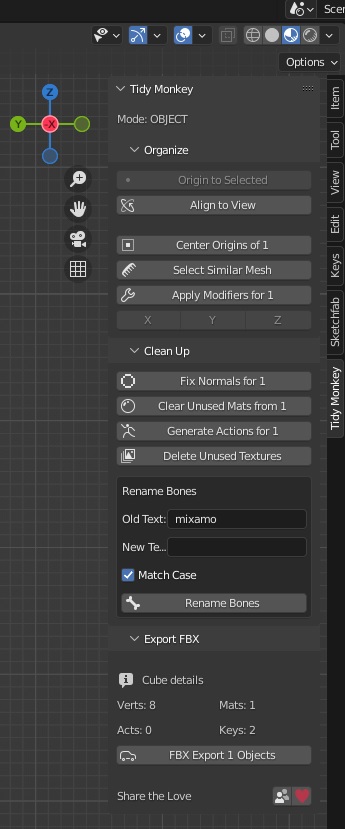 Scer
Options
Z
Y
-X
Tidy Monkey
Mode: OBJECT
Organize
Origin to Selected
Align to View
Center Origins of 1
Select Similar Mesh
Apply Modifiers for 1
X Y Z
Clean Up
Fix Normals for 1
Clear Unused Mats from 1
Generate Actions for 1
Delete Unused Textures
Rename Bones
Old Text: mixamo
New Te...
Match Case
Rename Bones
Export FBX
Cube details
Verts: 8 Mats: 1
Acts: 0 Keys: 2
FBX Export 1 Objects
Share the Love
Item
Tool
View
Edit
Keys
Sketchfab
Tidy Monkey